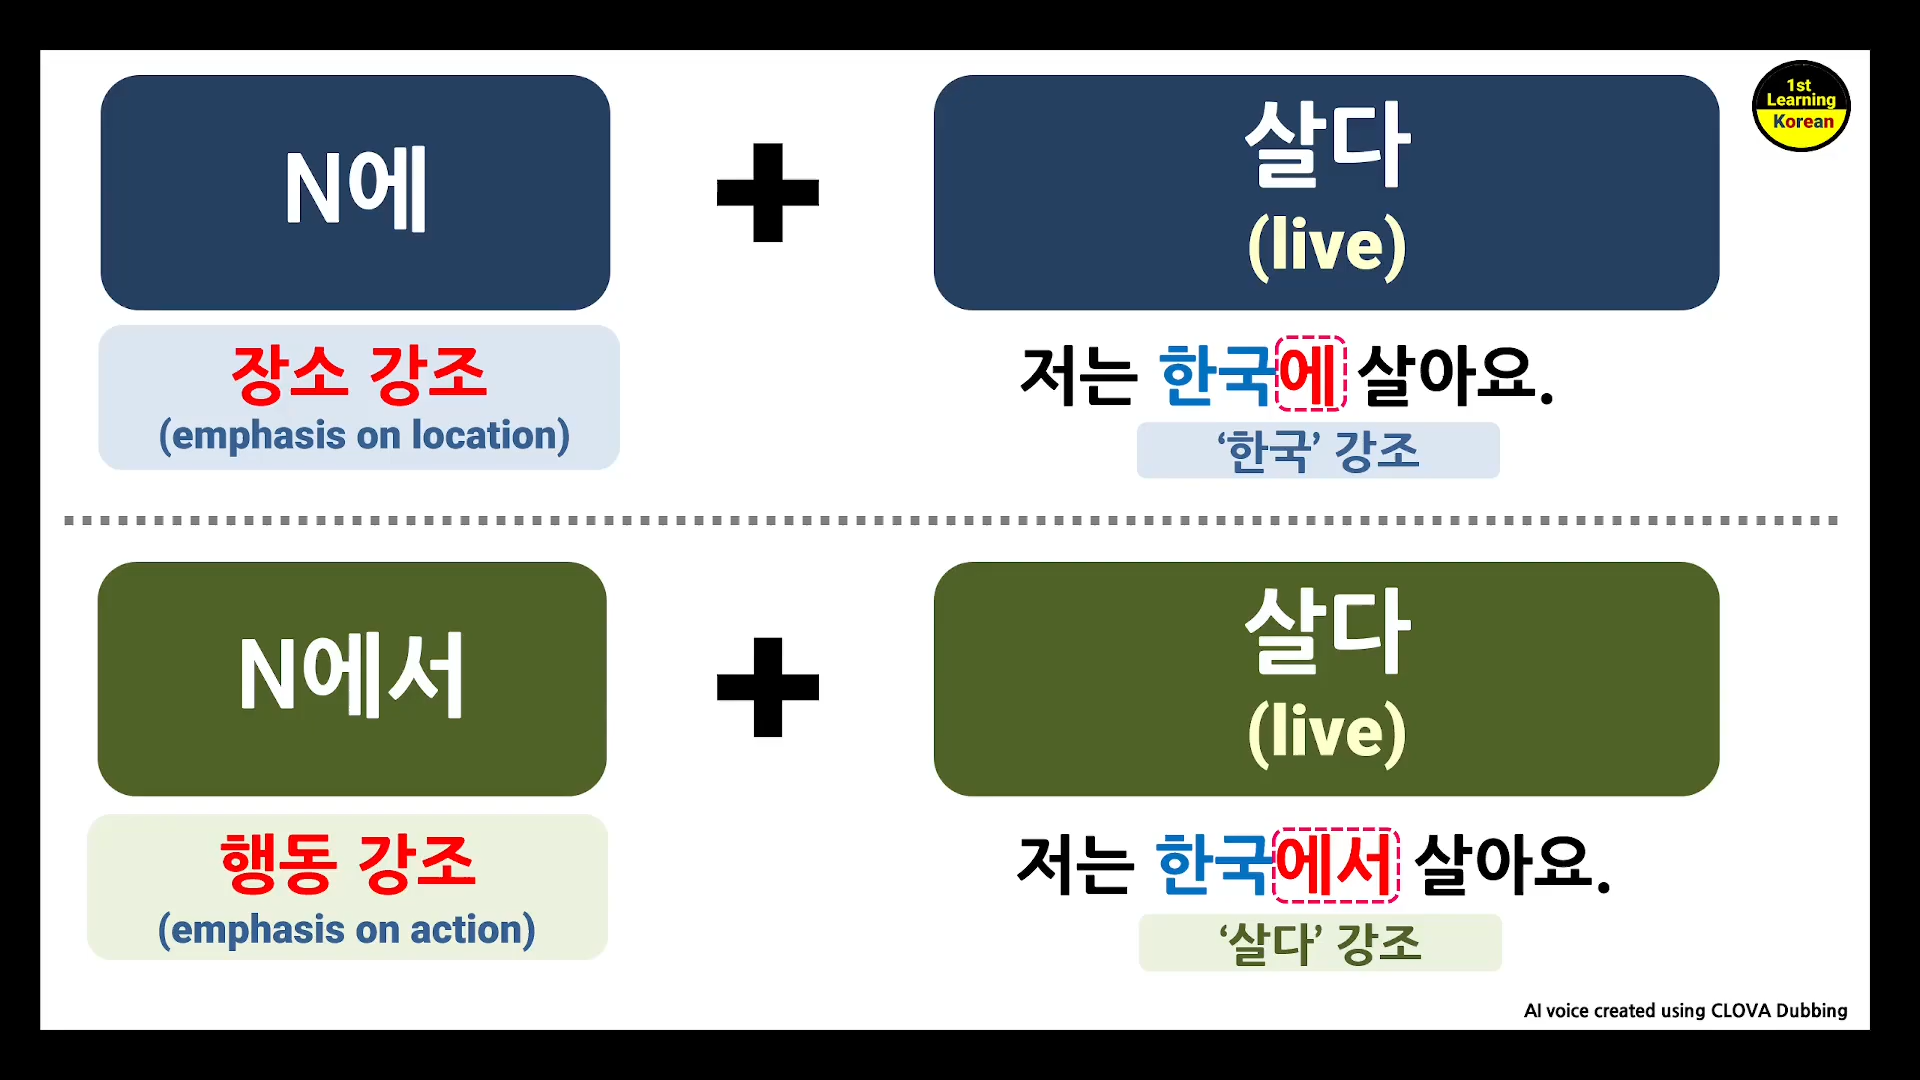 1st
Learning
Korean
N에
살다
(live)
장소 강조
(emphasis on location)
저는 한국에 살아요.
‘한국’ 강조
N에서
살다
(live)
행동 강조
(emphasis on action)
저는 한국에서 살아요.
‘살다’ 강조
AI voice created using CLOVA Dubbing